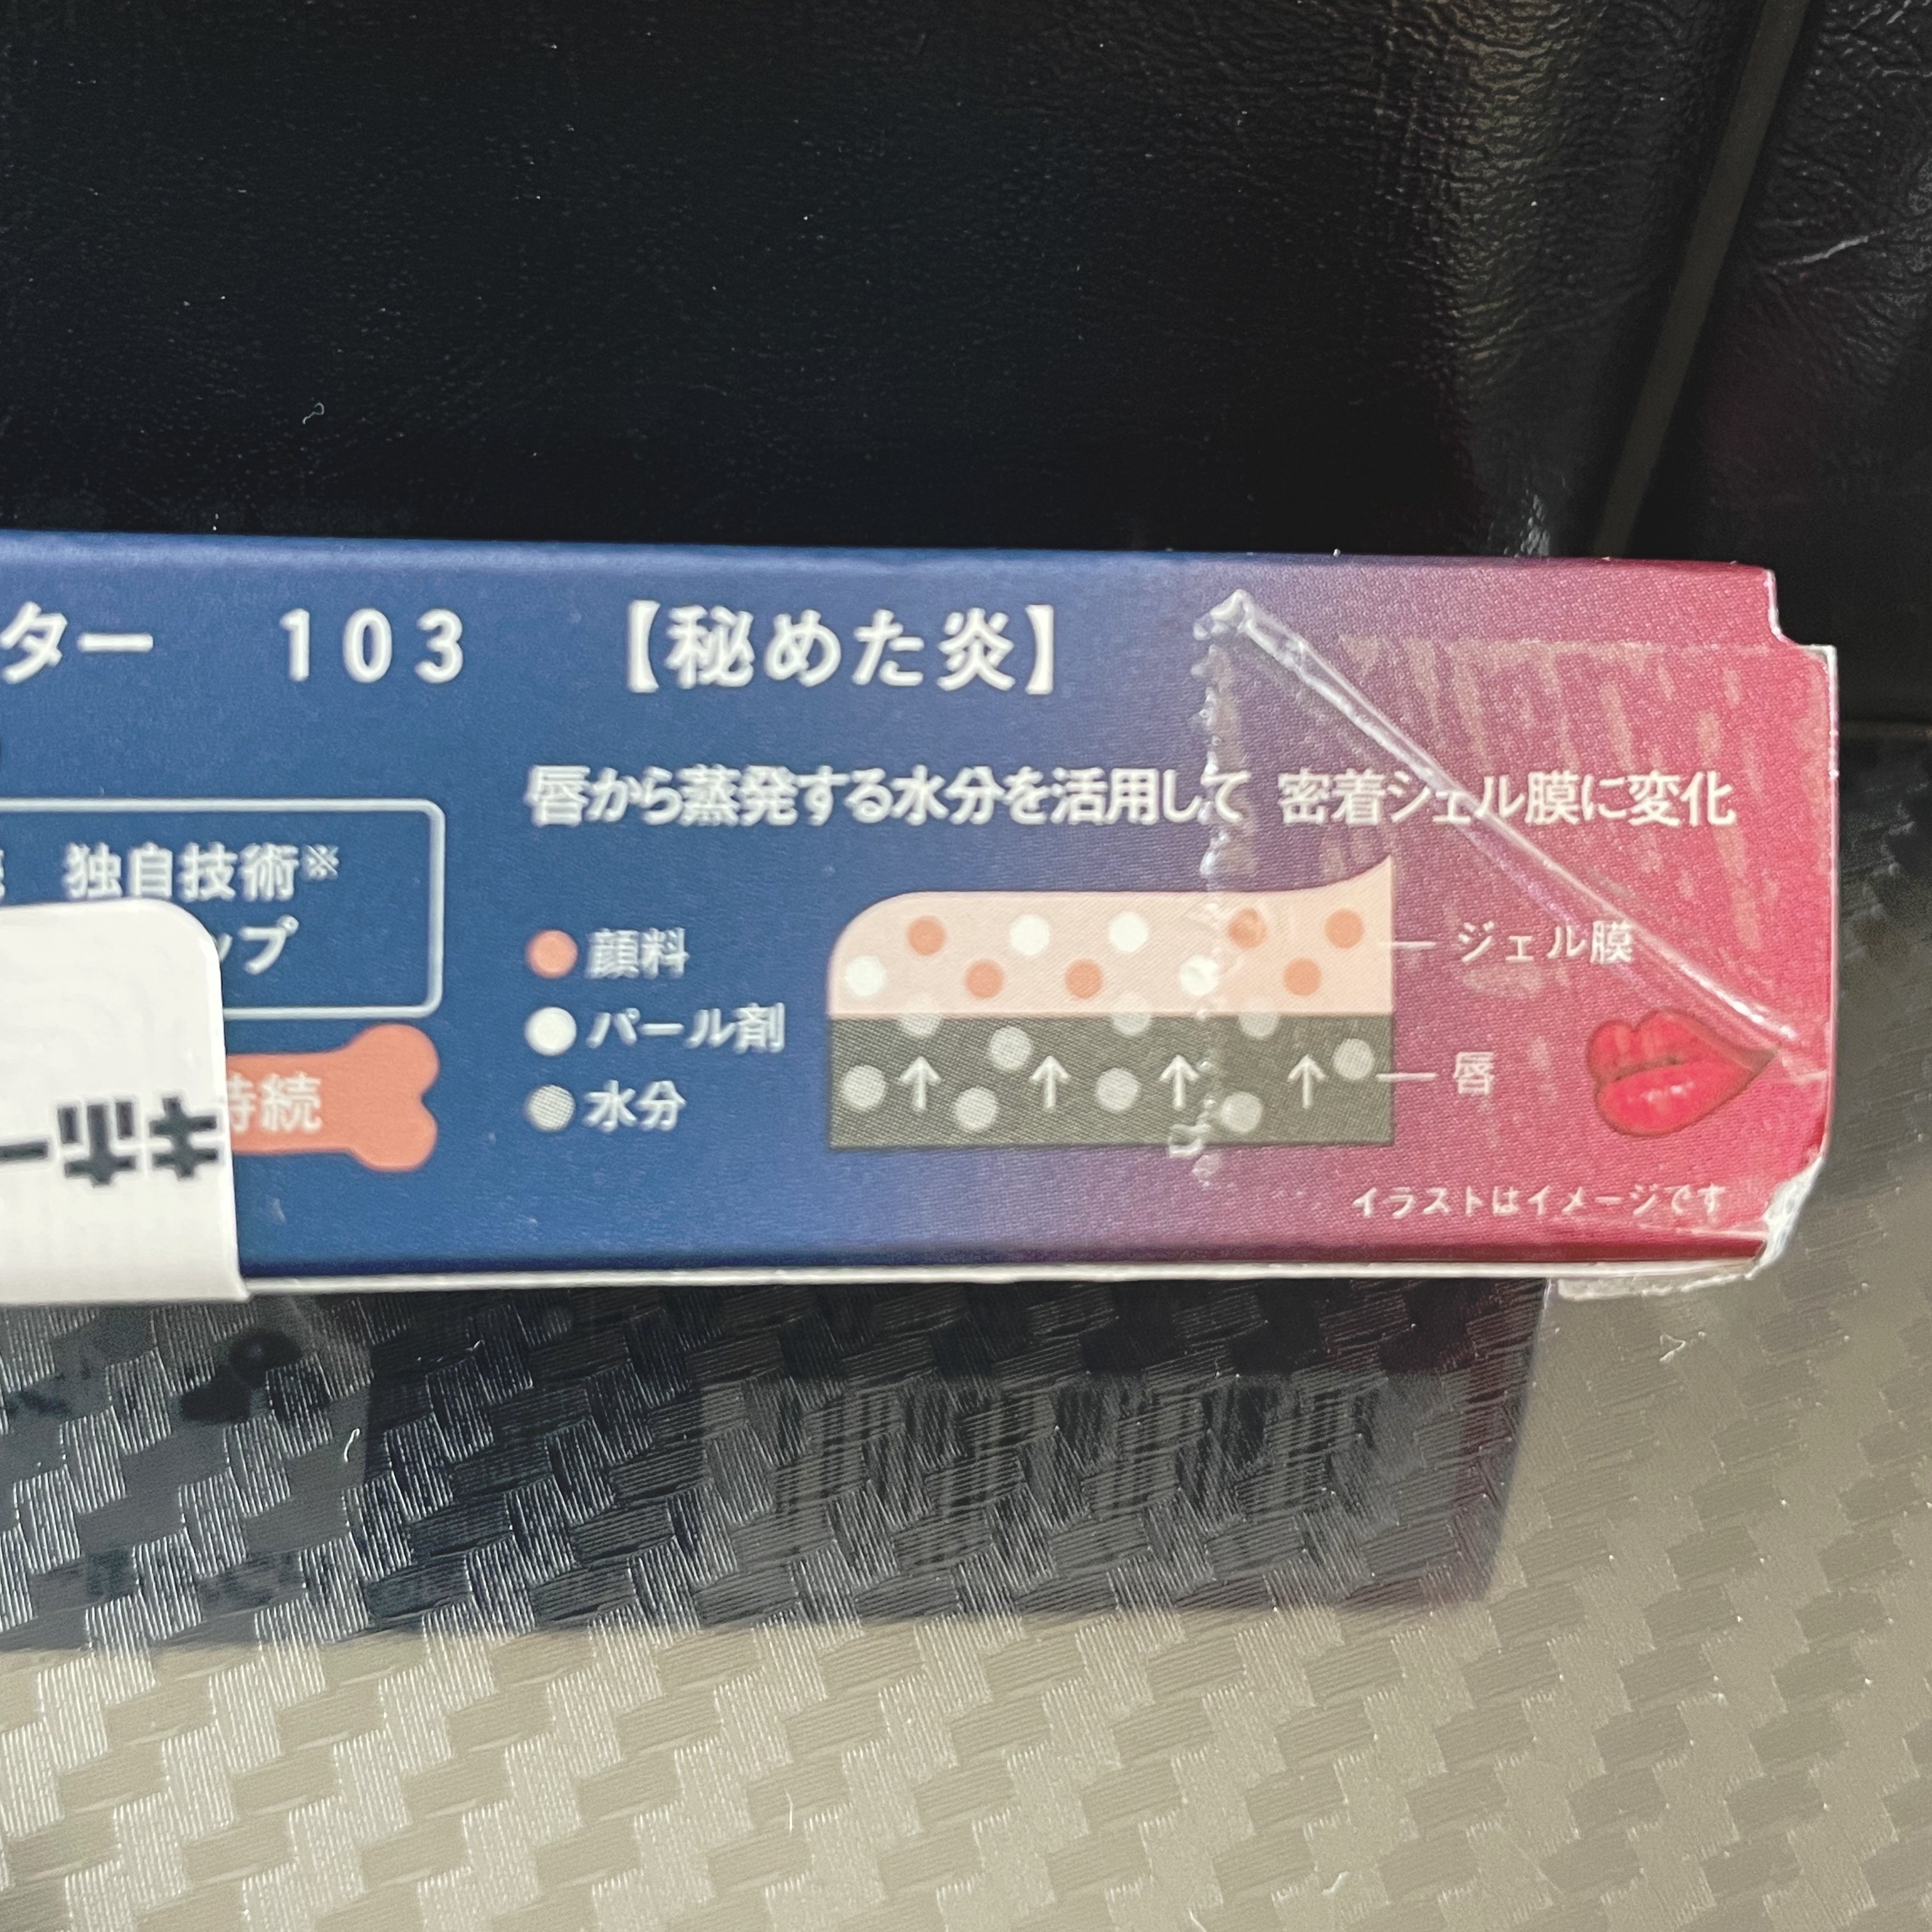 ター 103 【秘めた炎】
独自技術※
ップ
持続
唇から蒸発する水分を活用して 密着ジェル膜に変化
顔料
パール剤
水分
ジェル膜
唇
イラストはイメージです